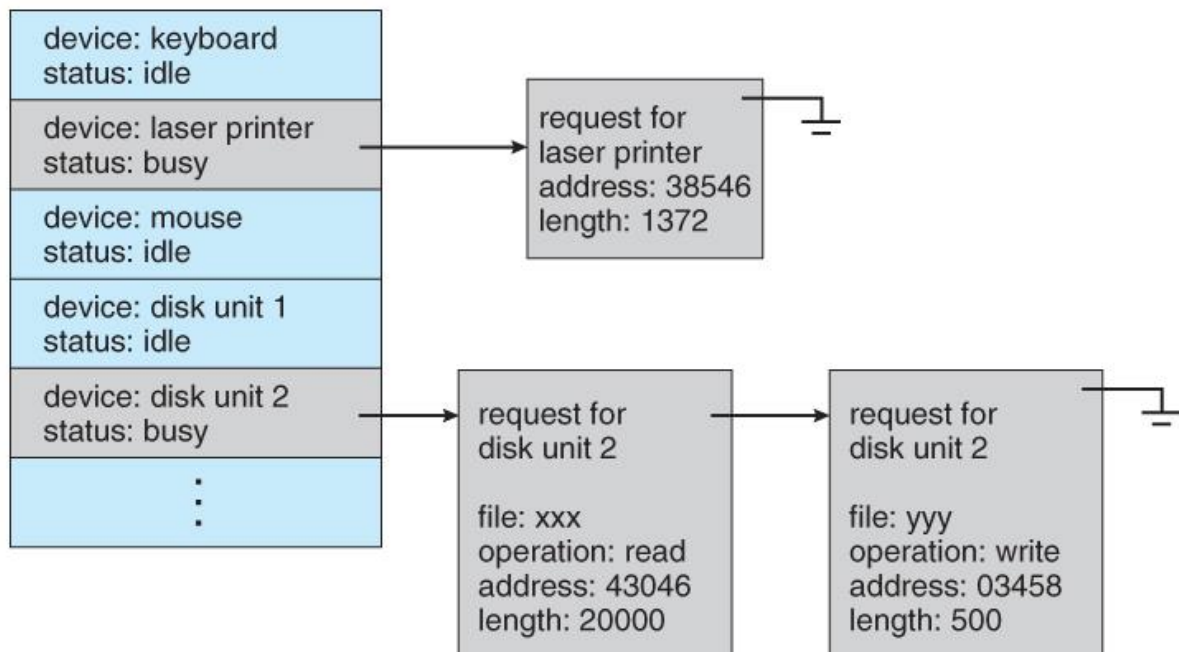 device: keyboard
status: idle
device: laser printer
status: busy
device: mouse
status: idle
device: disk unit 1
status: idle
device: disk unit 2
status: busy
request for
laser printer
address: 38546
length: 1372
request for
disk unit 2
file: xxx
operation: read
address: 43046
length: 20000
request for
disk unit 2
file: yyy
operation: write
address: 03458
length: 500